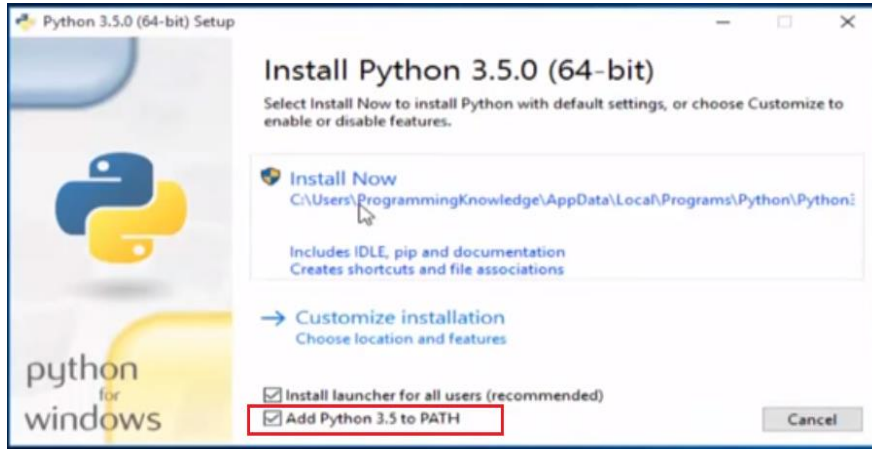 Python 3.5.0 (64-bit) Setup
Install Python 3.5.0 (64-bit)
Select Install Now to install Python with default settings, or choose Customize to
enable or disable features.
Install Now
C:\Users\ProgrammingKnowledge\AppData\Local\Programs\Python\Python3
Includes IDLE, pip and documentation
Creates shortcuts and file associations
Customize installation
Choose location and features
python
for
windows
Install launcher for all users (recommended)
Add Python 3.5 to PATH
Cancel